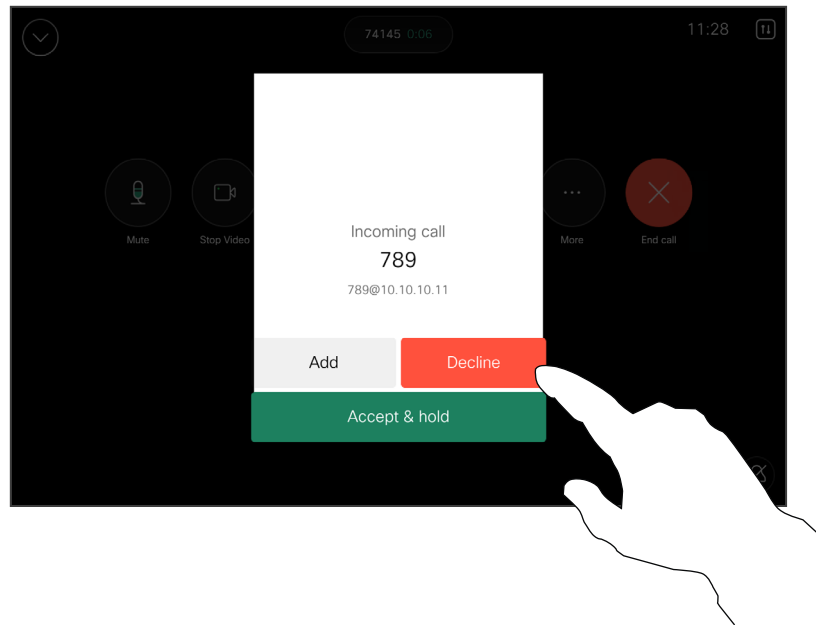 74145 0:06
11:28
Mute
Stop Video
More
End call
Incoming call
789
789@10.10.10.11
Add
Decline
Accept & hold